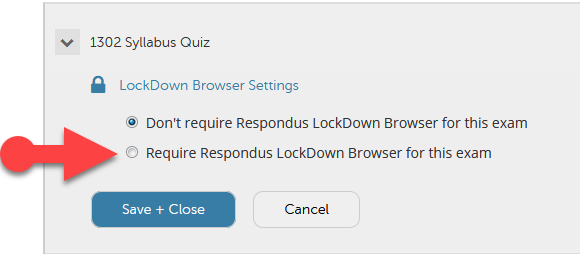 1302 Syllabus Quiz
LockDown Browser Settings
Don't require Respondus LockDown Browser for this exam
Require Respondus LockDown Browser for this exam
Save + Close Cancel